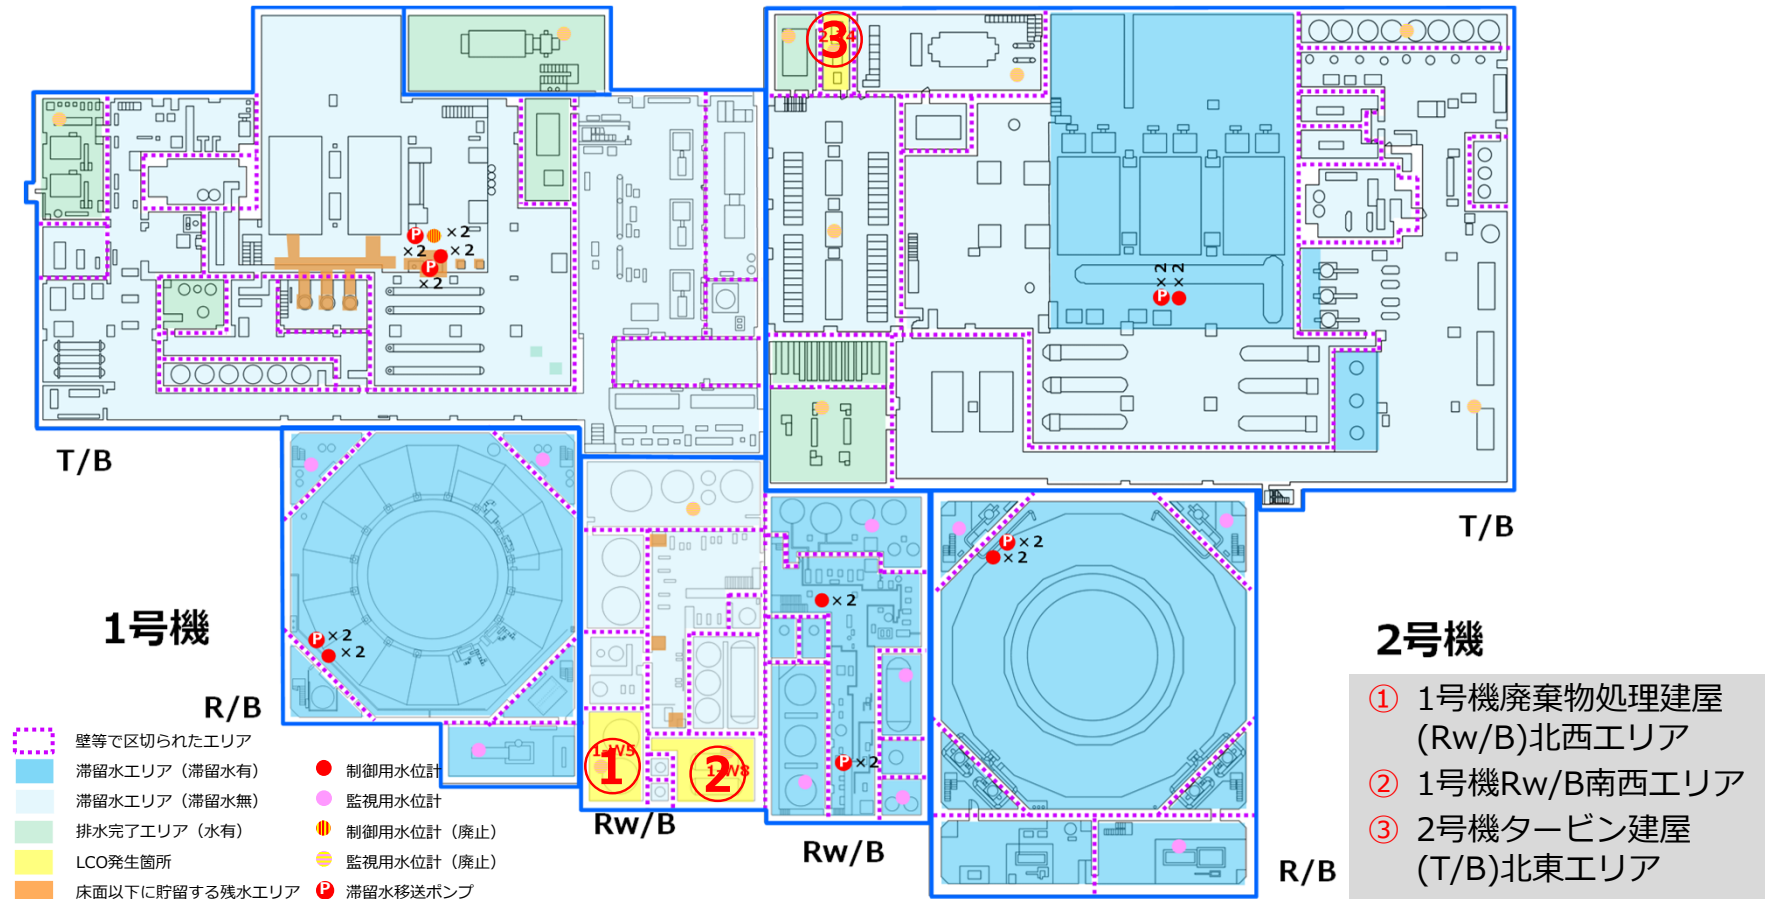 2-T4
③
P
×2
×2
×2
P
×2
×2
×2
P
T/B
T/B
P
×2
×2
×2
1号機
P
×2
×2
2号機
R/B
1-W5
①
1-W8
②
P
×2
Rw/B
Rw/B
R/B
壁等で区切られたエリア
滞留水エリア（滞留水有）
滞留水エリア（滞留水無）
排水完了エリア（水有）
LCO発生箇所
床面以下に貯留する残水エリア
制御用水位計
監視用水位計
制御用水位計（廃止）
監視用水位計（廃止）
P 滞留水移送ポンプ
① 1号機廃棄物処理建屋
(Rw/B)北西エリア
② 1号機Rw/B南西エリア
③ 2号機タービン建屋
(T/B)北東エリア